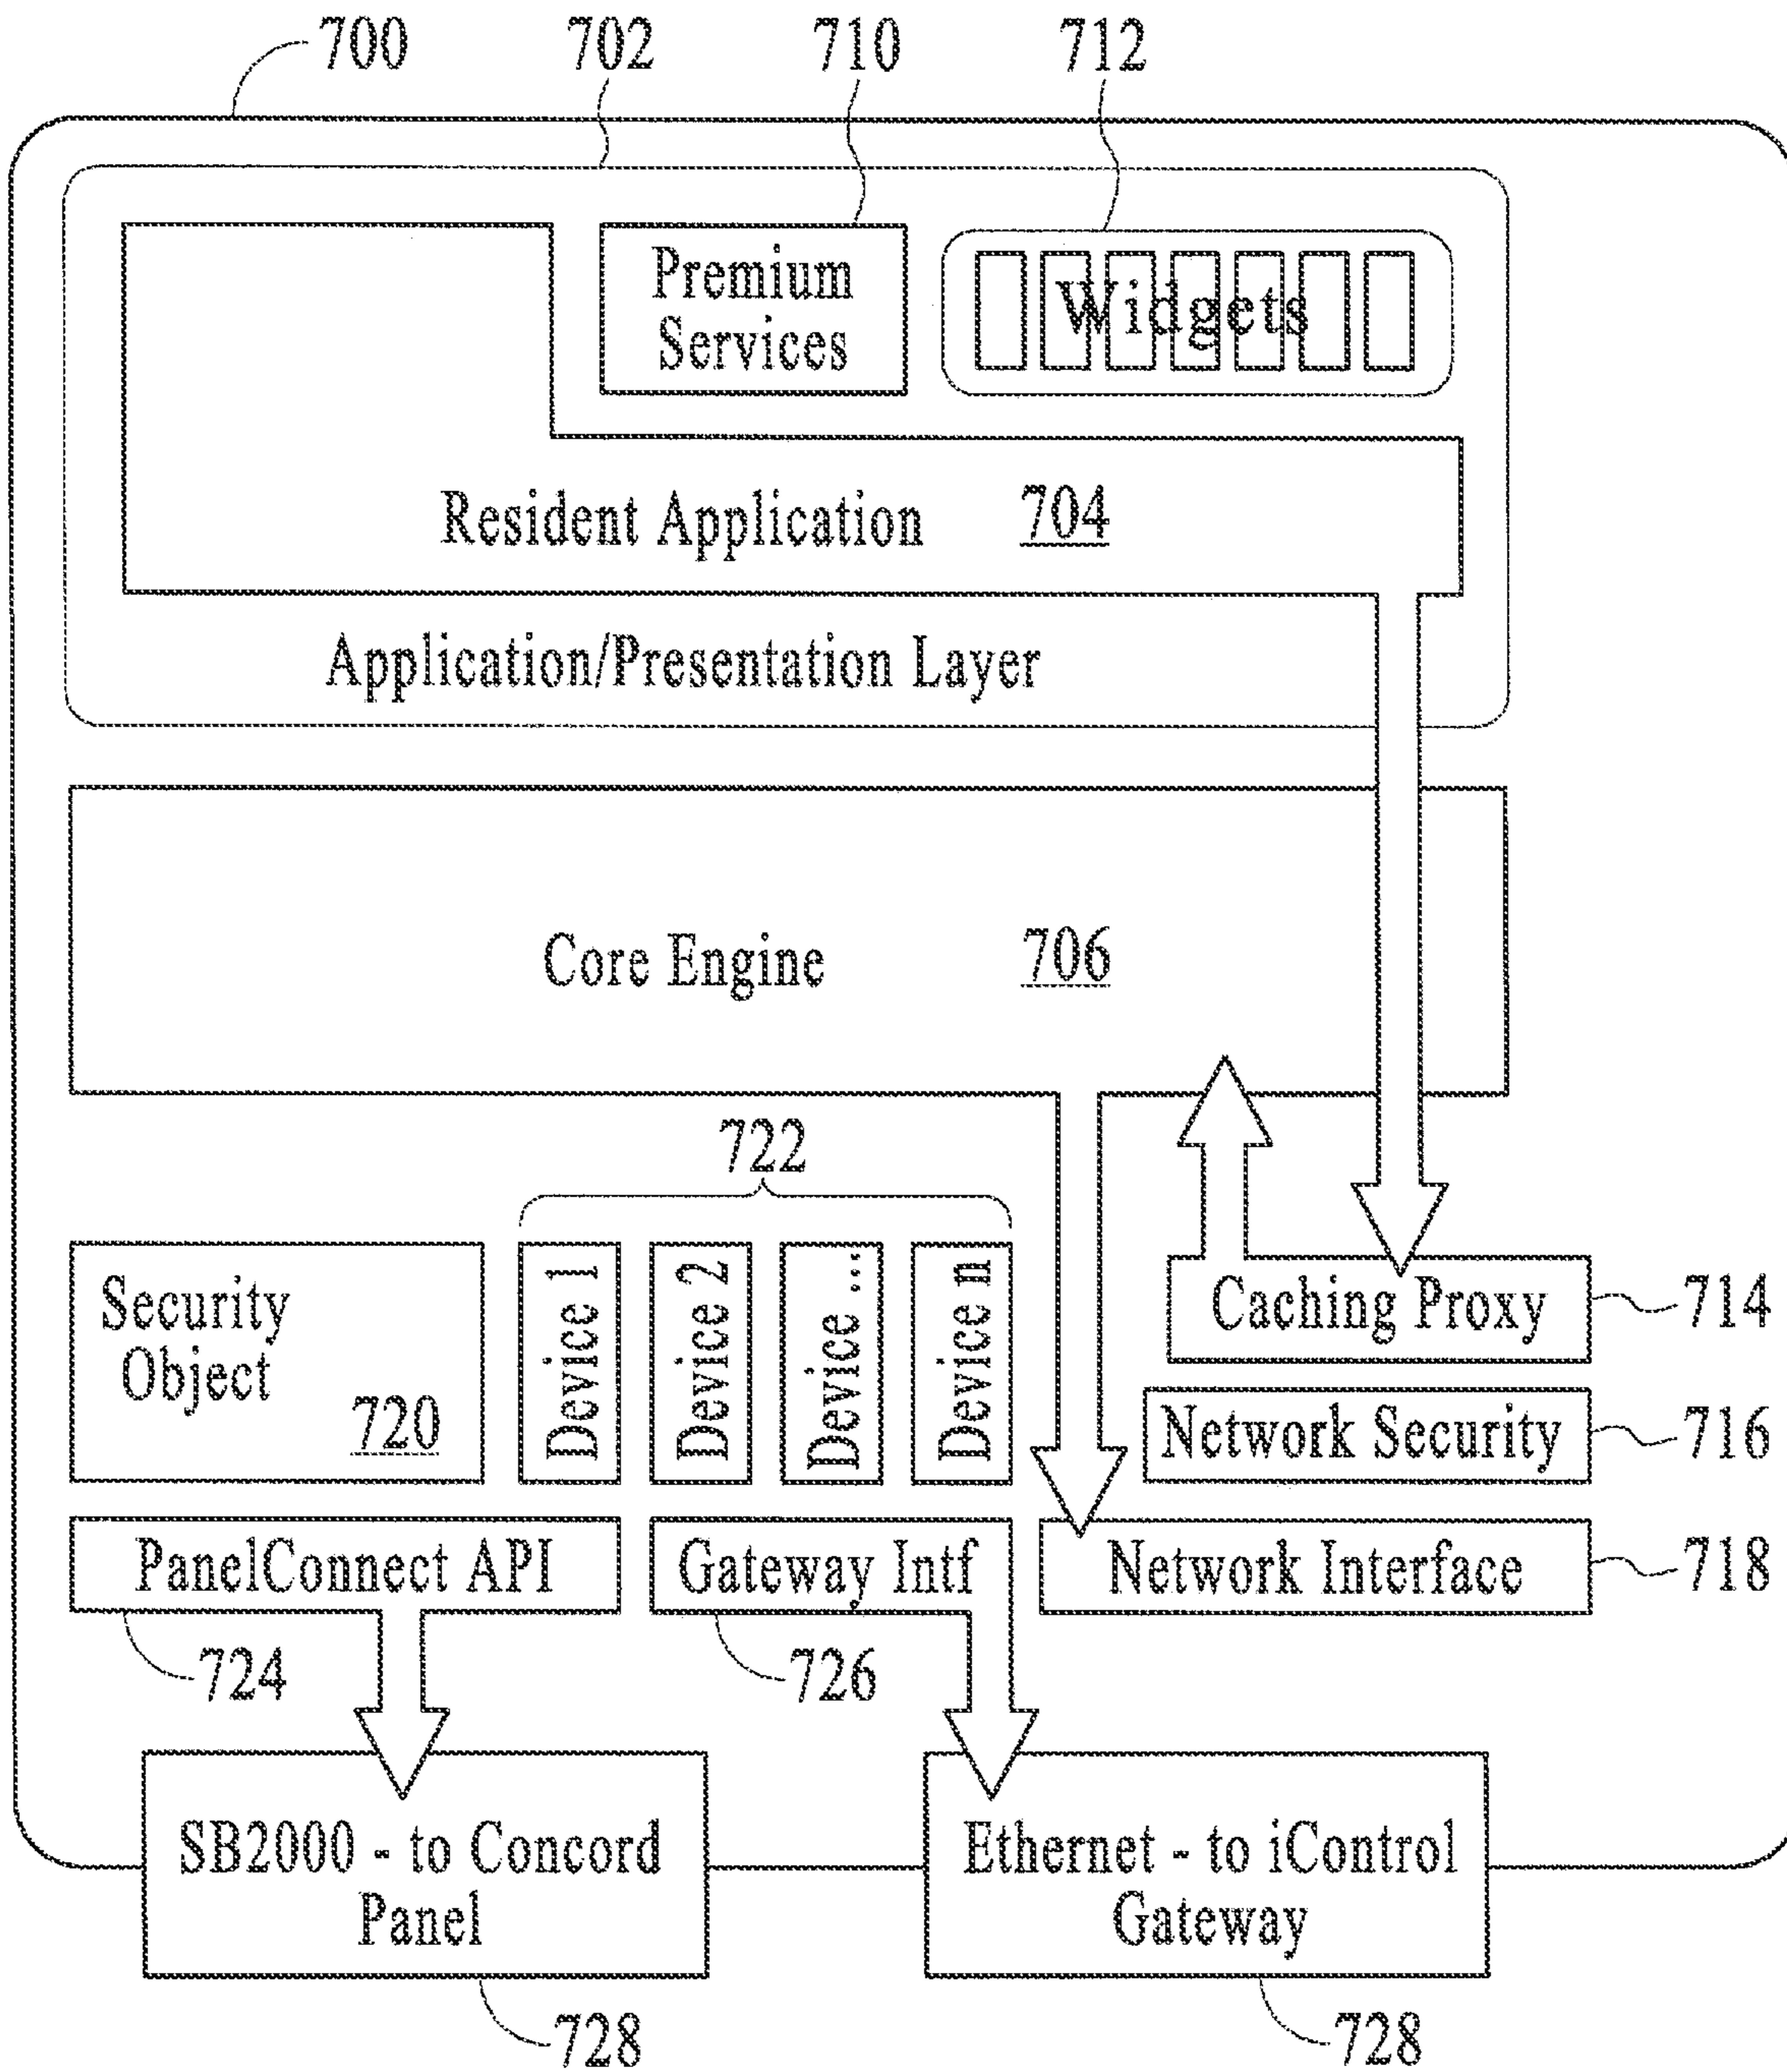 700
702
710
712
Premium
Services
Widgets
Resident Application 704
Application/Presentation Layer
Core Engine 706
722
Security
Object
720
Device 1
Device 2
Device ...
Device n
Caching Proxy
714
Network Security
716
PanelConnect API
Gateway Intf
Network Interface
718
724
726
SB2000 - to Concord
Panel
Ethernet - to iControl
Gateway
728
728